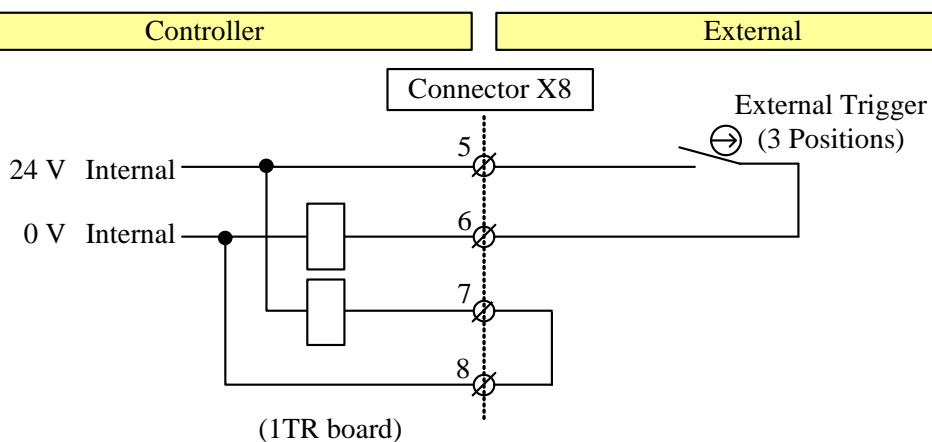 Controller
External
Connector X8
External Trigger
(3 Positions)
5
24 V Internal
6
0 V Internal
7
8
(1TR board)